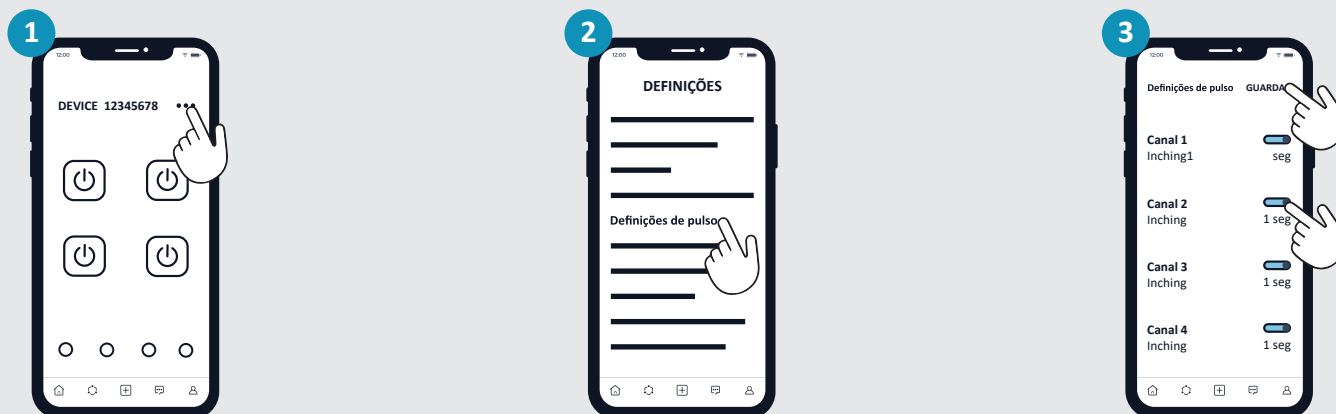 1
12:00
DEVICE 12345678 •••
2
12:00
DEFINIÇÕES
Definições de pulso
3
12:00
Definições de pulso GUARDA
Canal 1
Inching1 seg
Canal 2
Inching 1 seg
Canal 3
Inching 1 seg
Canal 4
Inching 1 seg